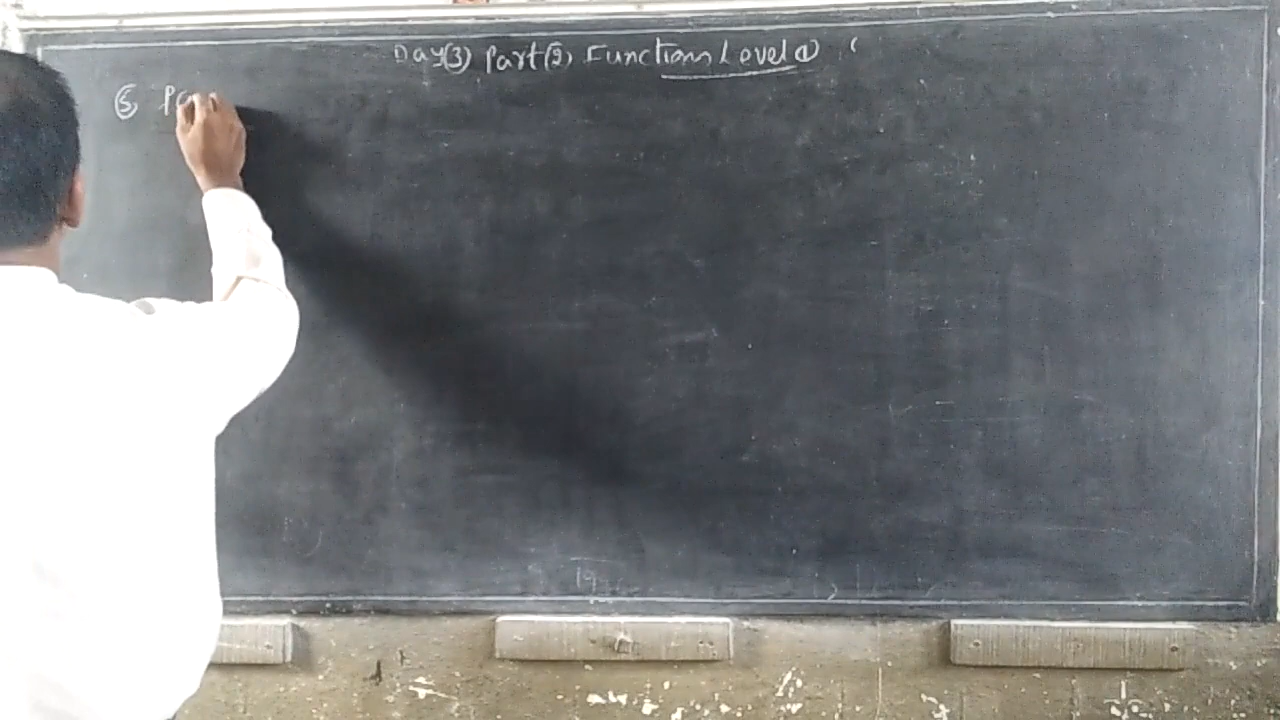 Day(3) Part(2) Functions Level ① (
⑤